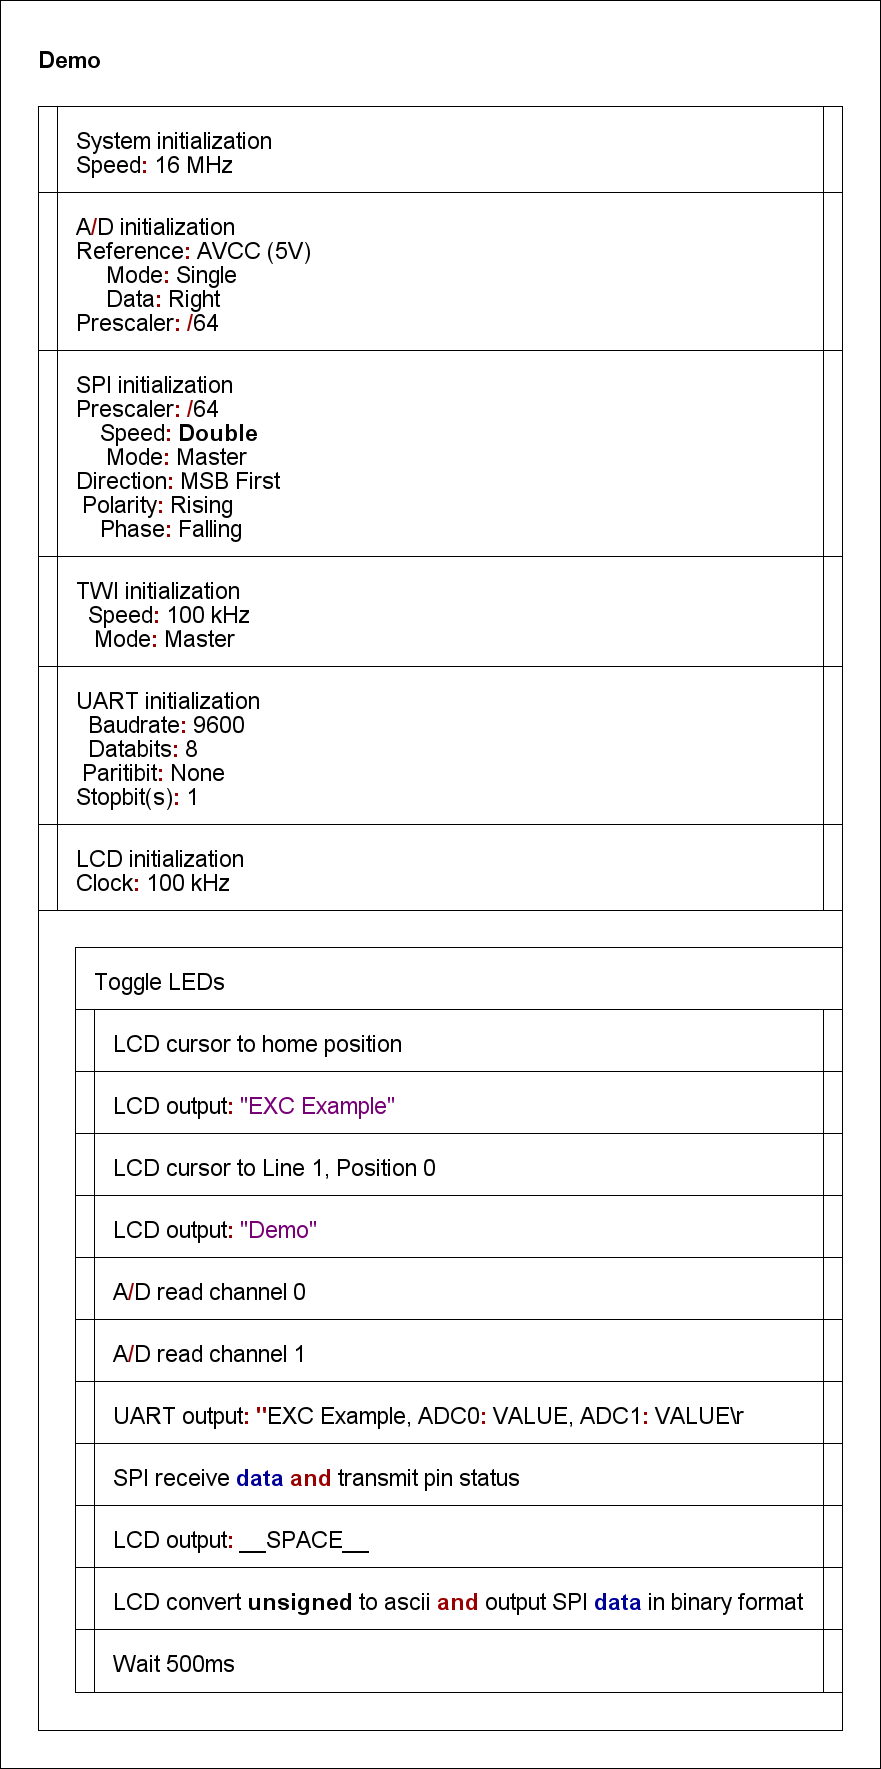 Demo
System initialization
Speed: 16 MHz
A/D initialization
Reference: AVCC (5V)
Mode: Single
Data: Right
Prescaler: /64
SPI initialization
Prescaler: /64
Speed: Double
Mode: Master
Direction: MSB First
Polarity: Rising
Phase: Falling
TWI initialization
Speed: 100 kHz
Mode: Master
UART initialization
Baudrate: 9600
Databits: 8
Paritibit: None
Stopbit(s): 1
LCD initialization
Clock: 100 kHz
Toggle LEDs
LCD cursor to home position
LCD output: "EXC Example"
LCD cursor to Line 1, Position 0
LCD output: "Demo"
A/D read channel 0
A/D read channel 1
UART output: "EXC Example, ADC0: VALUE, ADC1: VALUE\r
SPI receive data and transmit pin status
LCD output: __SPACE__
LCD convert unsigned to ascii and output SPI data in binary format
Wait 500ms